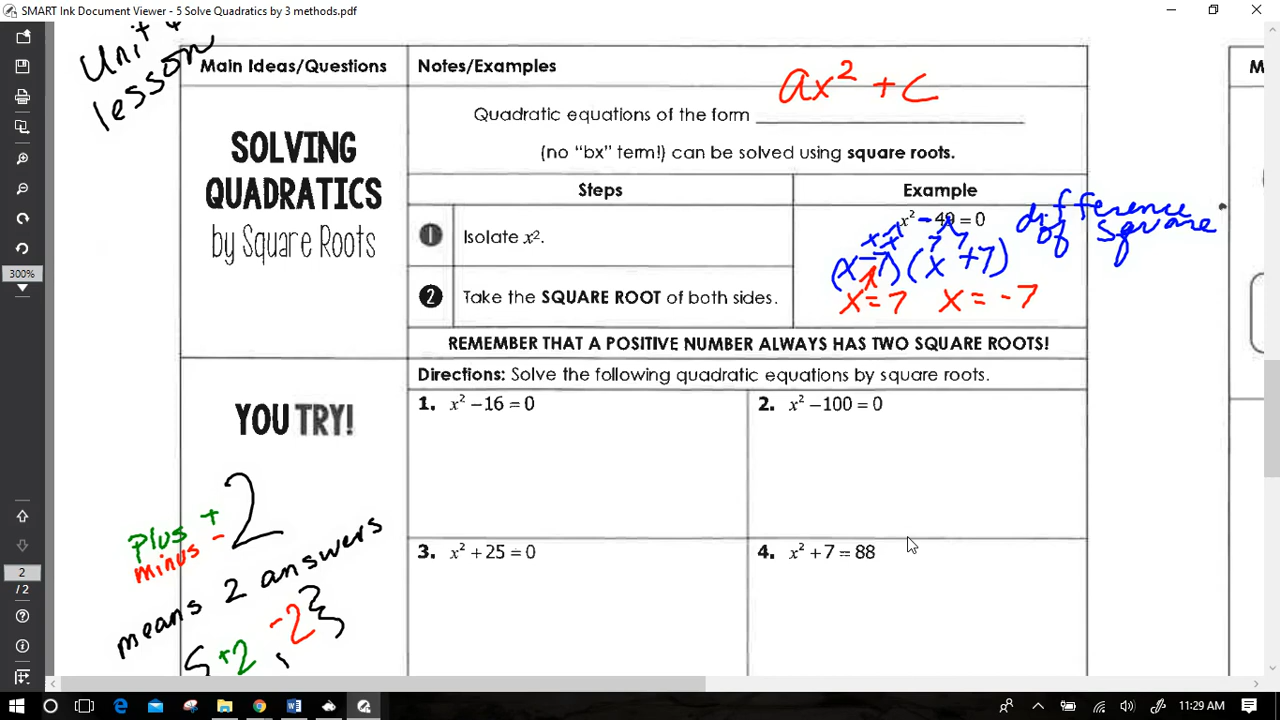 SMART Ink Document Viewer - 5 Solve Quadratics by 3 methods.pdf
Unit
lesson
Main Ideas/Questions
Notes/Examples
ax² + c
Quadratic equations of the form
(no "bx" term!) can be solved using square roots.
SOLVING
QUADRATICS
by Square Roots
Steps
Example
1 Isolate x².
2 Take the SQUARE ROOT of both sides.
x² - 49 = 0
x x 7 7
(x - 7)(x + 7)
x = 7 x = -7
difference
of square
REMEMBER THAT A POSITIVE NUMBER ALWAYS HAS TWO SQUARE ROOTS!
Directions: Solve the following quadratic equations by square roots.
YOU TRY!
1. x² - 16 = 0
2. x² - 100 = 0
3. x² + 25 = 0
4. x² + 7 = 88
plus + 2
minus -
means 2 answers
{ +2 , -2 }
300%
2
/ 2
M
11:29 AM